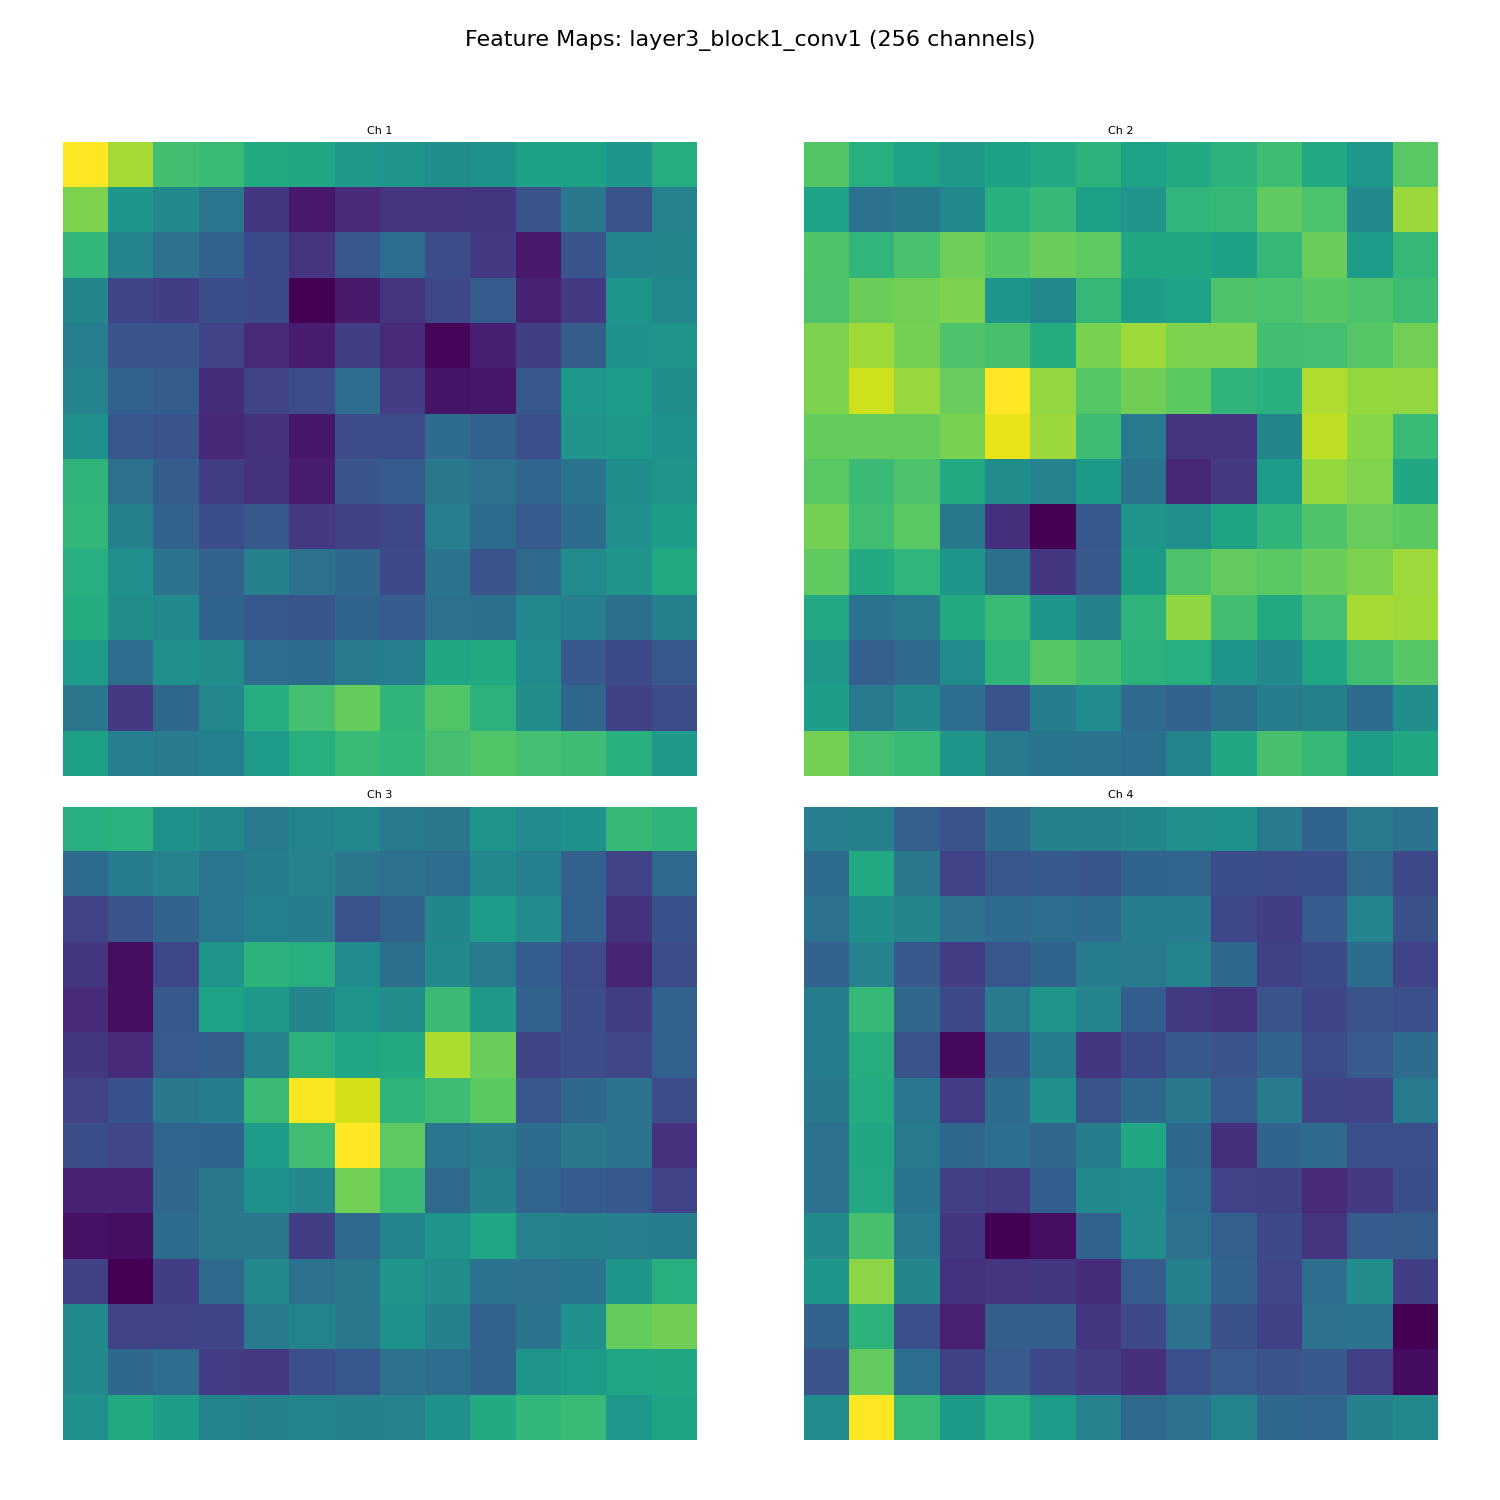 Feature Maps: layer3_block1_conv1 (256 channels)
Ch 1
Ch 2
Ch 3
Ch 4